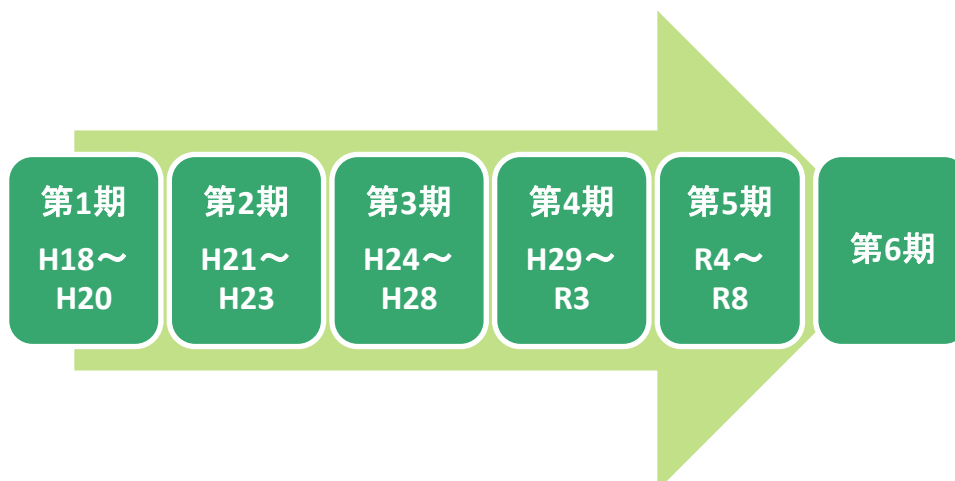 第1期
H18～
H20
第2期
H21～
H23
第3期
H24～
H28
第4期
H29～
R3
第5期
R4～
R8
第6期